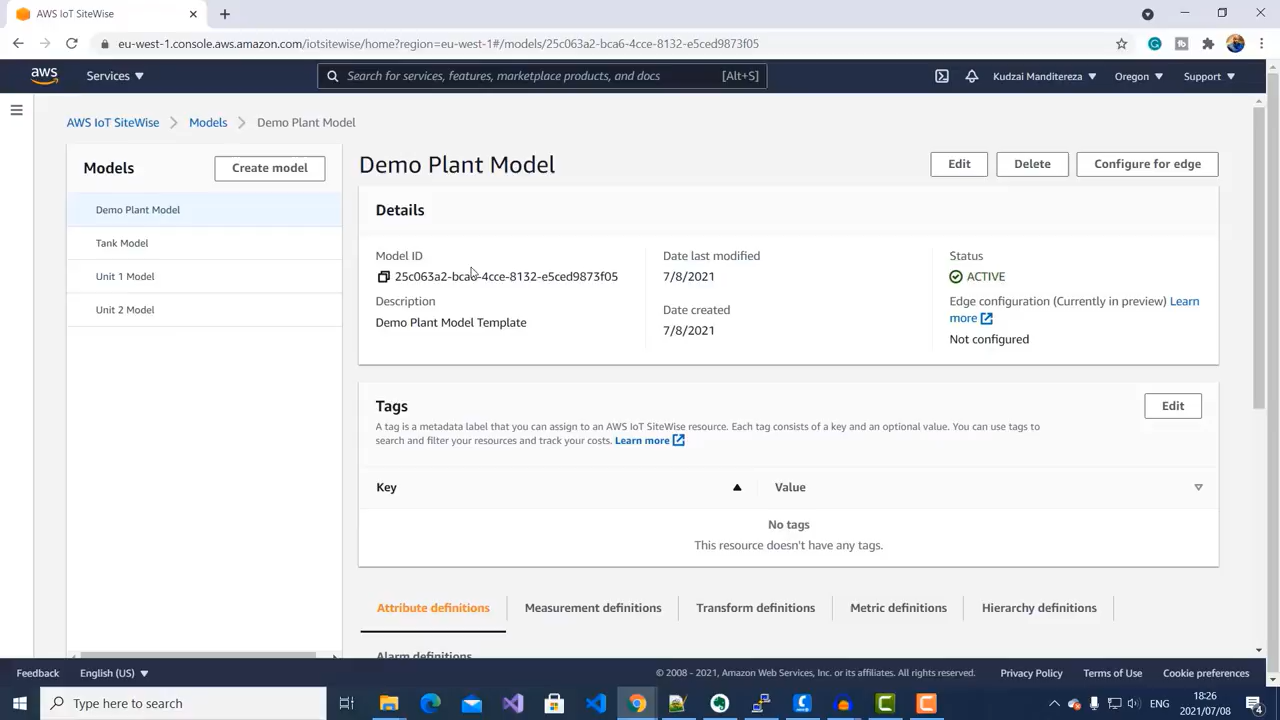 AWS IoT SiteWise
eu-west-1.console.aws.amazon.com/iotsitewise/home?region=eu-west-1#/models/25c063a2-bca6-4cce-8132-e5ced9873f05
aws Services Search for services, features, marketplace products, and docs [Alt+S] Kudzai Manditereza Oregon Support
AWS IoT SiteWise Models Demo Plant Model
Models Create model
Demo Plant Model
Tank Model
Unit 1 Model
Unit 2 Model
Demo Plant Model Edit Delete Configure for edge
Details
Model ID
25c063a2-bca6-4cce-8132-e5ced9873f05
Description
Demo Plant Model Template
Date last modified
7/8/2021
Date created
7/8/2021
Status
ACTIVE
Edge configuration (Currently in preview) Learn
more
Not configured
Tags Edit
A tag is a metadata label that you can assign to an AWS IoT SiteWise resource. Each tag consists of a key and an optional value. You can use tags to
search and filter your resources and track your costs. Learn more
Key Value
No tags
This resource doesn't have any tags.
Attribute definitions Measurement definitions Transform definitions Metric definitions Hierarchy definitions
Alarm definitions
Feedback English (US) © 2008 - 2021, Amazon Web Services, Inc. or its affiliates. All rights reserved. Privacy Policy Terms of Use Cookie preferences
Type here to search
18:26
2021/07/08